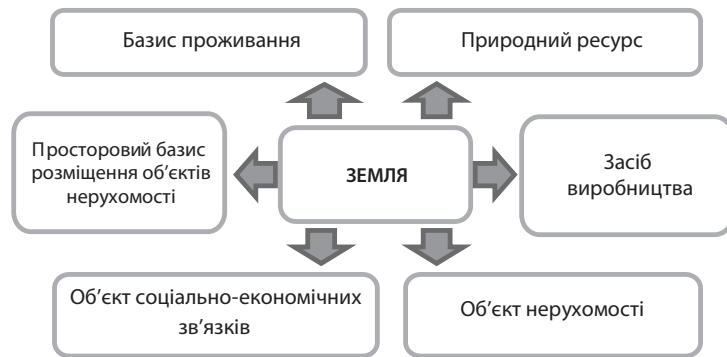 Базис проживання
Природний ресурс
Просторовий базис
розміщення об’єктів
нерухомості
ЗЕМЛЯ
Засіб
виробництва
Об’єкт соціально-економічних
зв’язків
Об’єкт нерухомості